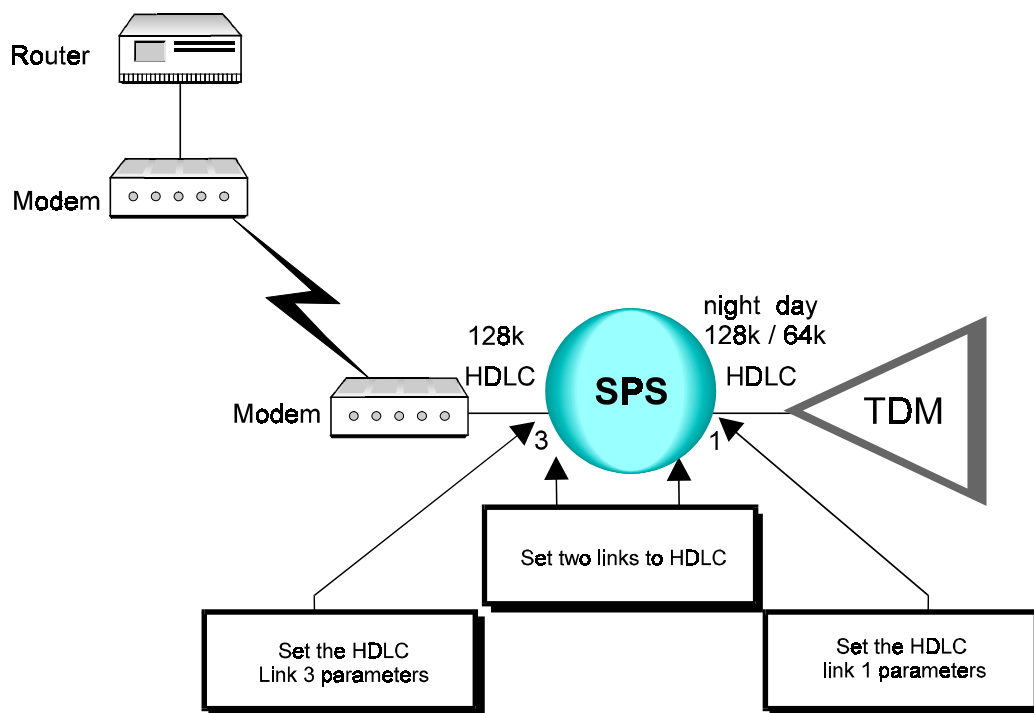 Router
Modem
night day
128k / 64k
128k
HDLC
HDLC
SPS
Modem
TDM
3
1
Set two links to HDLC
Set the HDLC
Link 3 parameters
Set the HDLC
link 1 parameters